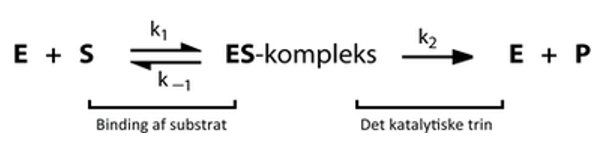 k₁
E + S ES-kompleks k₂ E + P
k₋₁
Binding af substrat Det katalytiske trin